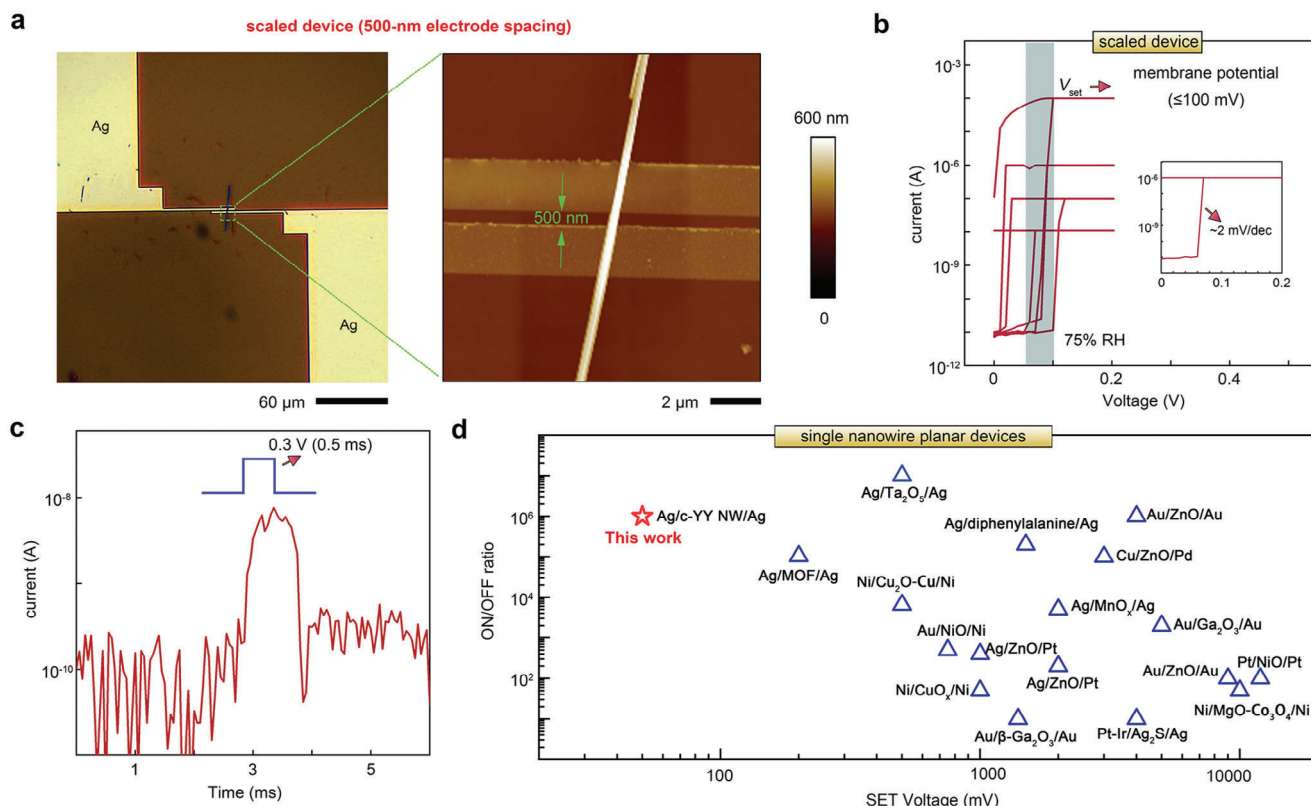 a
scaled device (500-nm electrode spacing)
Ag
Ag
60 µm
500 nm
2 µm
600 nm
0
b
scaled device
10⁻³
10⁻⁶
10⁻⁸
10⁻⁹
10⁻¹²
current (A)
V_set
membrane potential
(≤100 mV)
75% RH
10⁻⁶
10⁻⁹
~2 mV/dec
0
0.1
0.2
0
0.2
0.4
Voltage (V)
c
0.3 V (0.5 ms)
10⁻⁸
10⁻¹⁰
current (A)
1
3
5
Time (ms)
d
single nanowire planar devices
10⁶
10⁴
10²
ON/OFF ratio
Ag/c-YY NW/Ag
This work
Ag/Ta₂O₅/Ag
Ag/MOF/Ag
Ag/diphenylalanine/Ag
Au/ZnO/Au
Cu/ZnO/Pd
Ni/Cu₂O-Cu/Ni
Ag/MnOₓ/Ag
Au/Ga₂O₃/Au
Au/NiO/Ni
Ag/ZnO/Pt
Ni/CuOₓ/Ni
Ag/ZnO/Pt
Au/ZnO/Au
Pt/NiO/Pt
Ni/MgO-Co₃O₄/Ni
Au/β-Ga₂O₃/Au
Pt-Ir/Ag₂S/Ag
100
1000
10000
SET Voltage (mV)